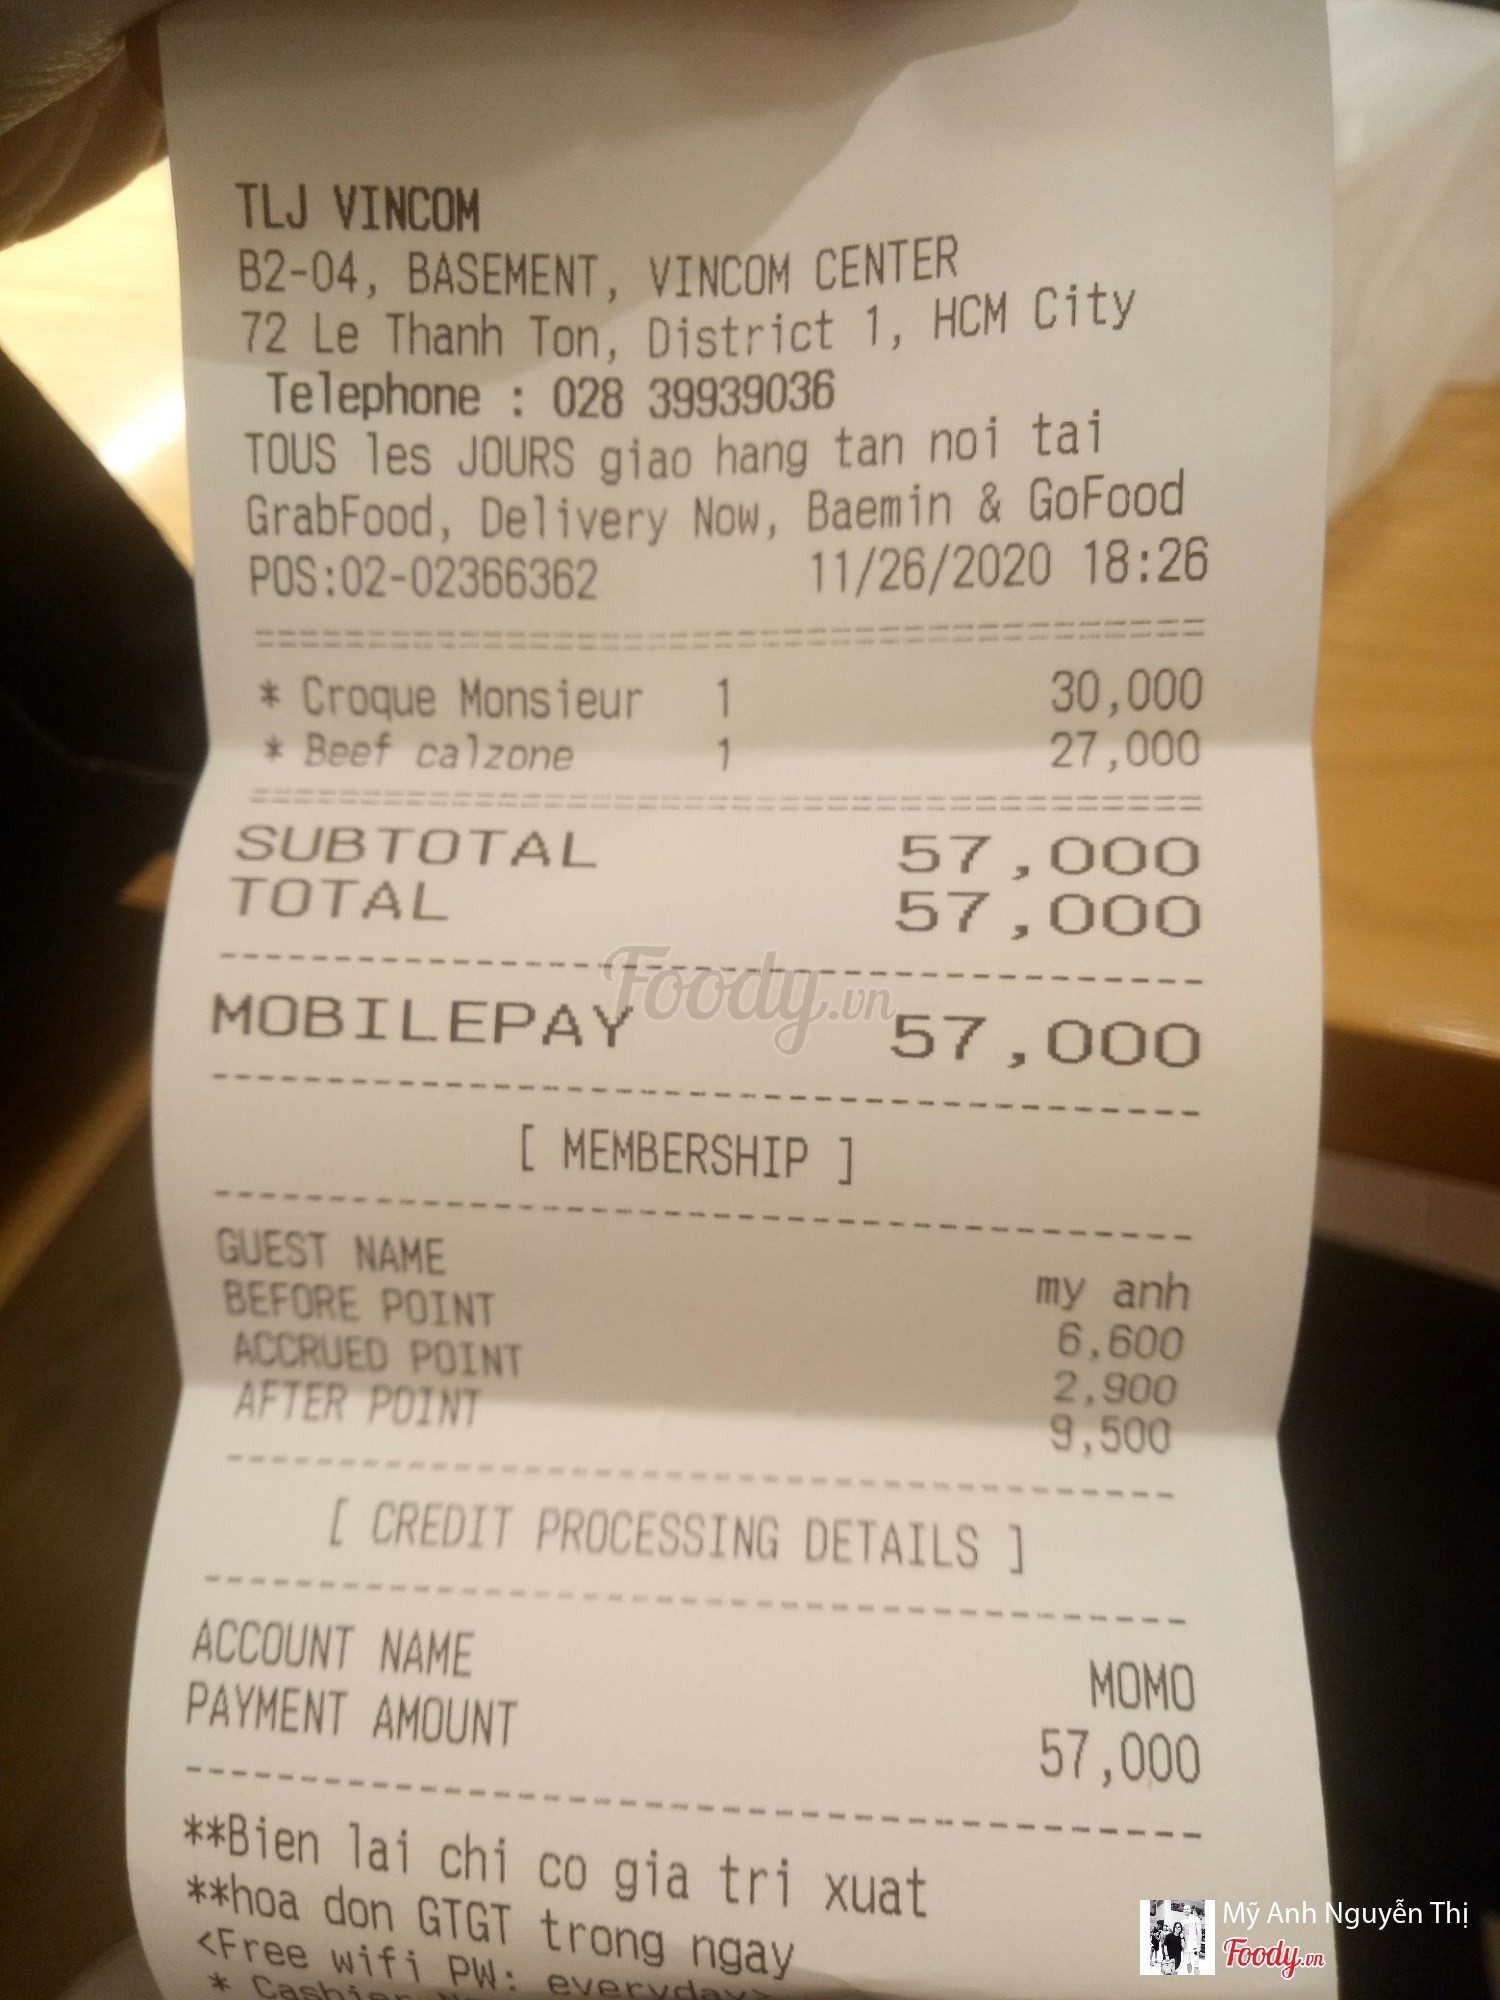 TLJ VINCOM
B2-04, BASEMENT, VINCOM CENTER
72 Le Thanh Ton, District 1, HCM City
Telephone : 028 39939036
TOUS les JOURS giao hang tan noi tai
GrabFood, Delivery Now, Baemin & GoFood
POS:02-02366362 11/26/2020 18:26
* Croque Monsieur 1 30,000
* Beef calzone 1 27,000
SUBTOTAL 57,000
TOTAL 57,000
Foody.vn
MOBILEPAY 57,000
[ MEMBERSHIP ]
GUEST NAME my anh
BEFORE POINT 6,600
ACCRUED POINT 2,900
AFTER POINT 9,500
[ CREDIT PROCESSING DETAILS ]
ACCOUNT NAME MOMO
PAYMENT AMOUNT 57,000
**Bien lai chi co gia tri xuat
**hoa don GTGT trong ngay
<Free wifi PW: everyday>
* Cashier
Mỹ Anh Nguyễn Thị
Foody.vn